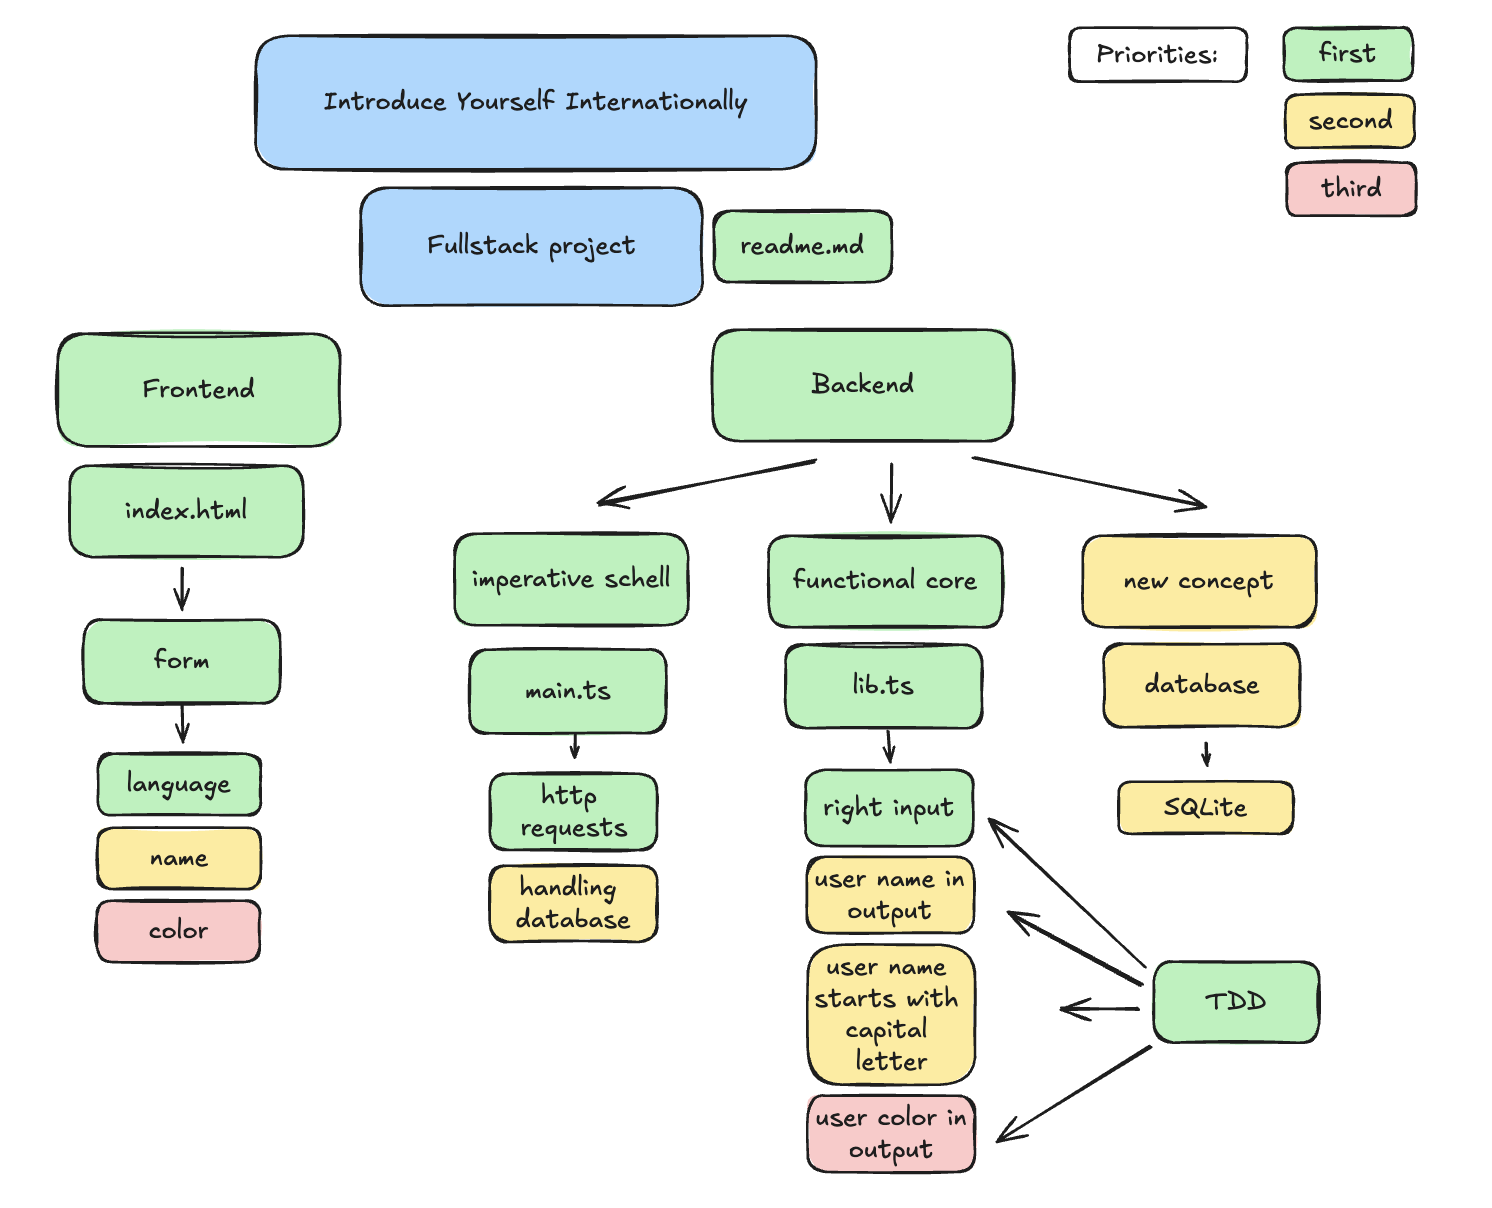 Introduce Yourself Internationally
Priorities:
first
second
third
Fullstack project
readme.md
Frontend
index.html
form
language
name
color
Backend
imperative schell
main.ts
http
requests
handling
database
functional core
lib.ts
right input
user name in
output
user name
starts with
capital
letter
user color in
output
new concept
database
SQLite
TDD